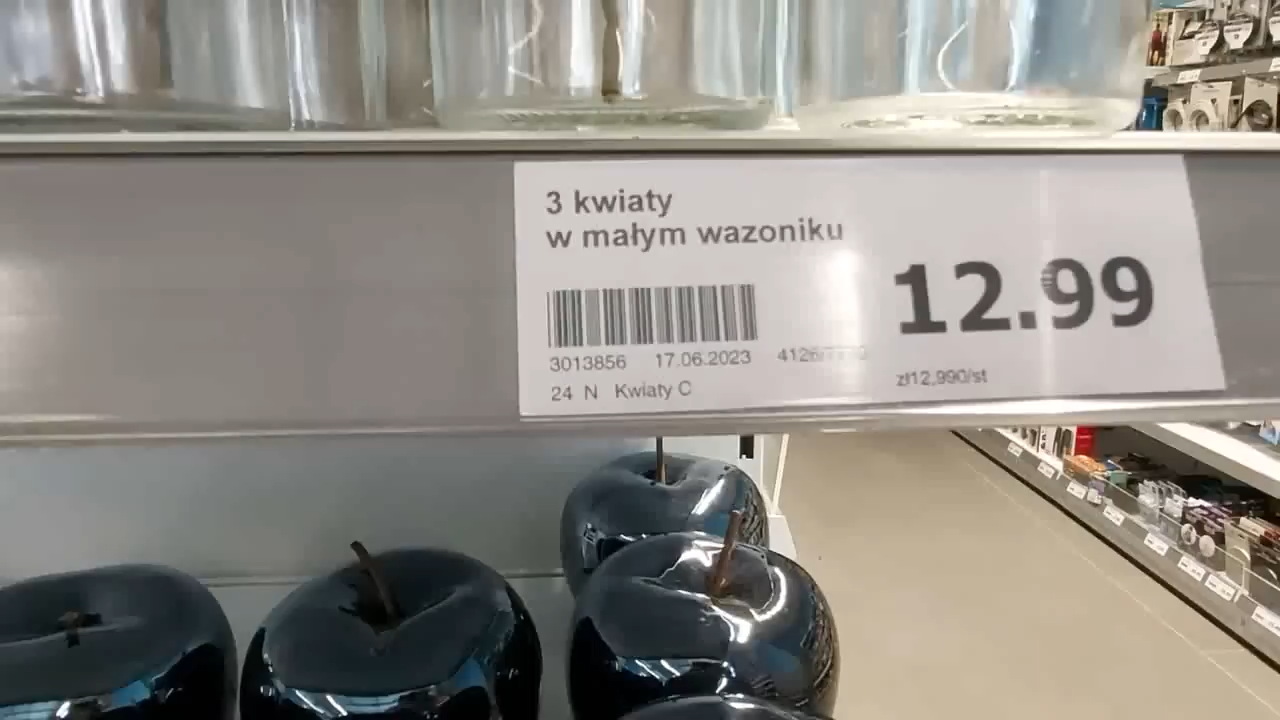 3 kwiaty
w małym wazoniku
12.99
3013856 17.06.2023
zł12,990/st
24 N Kwiaty C